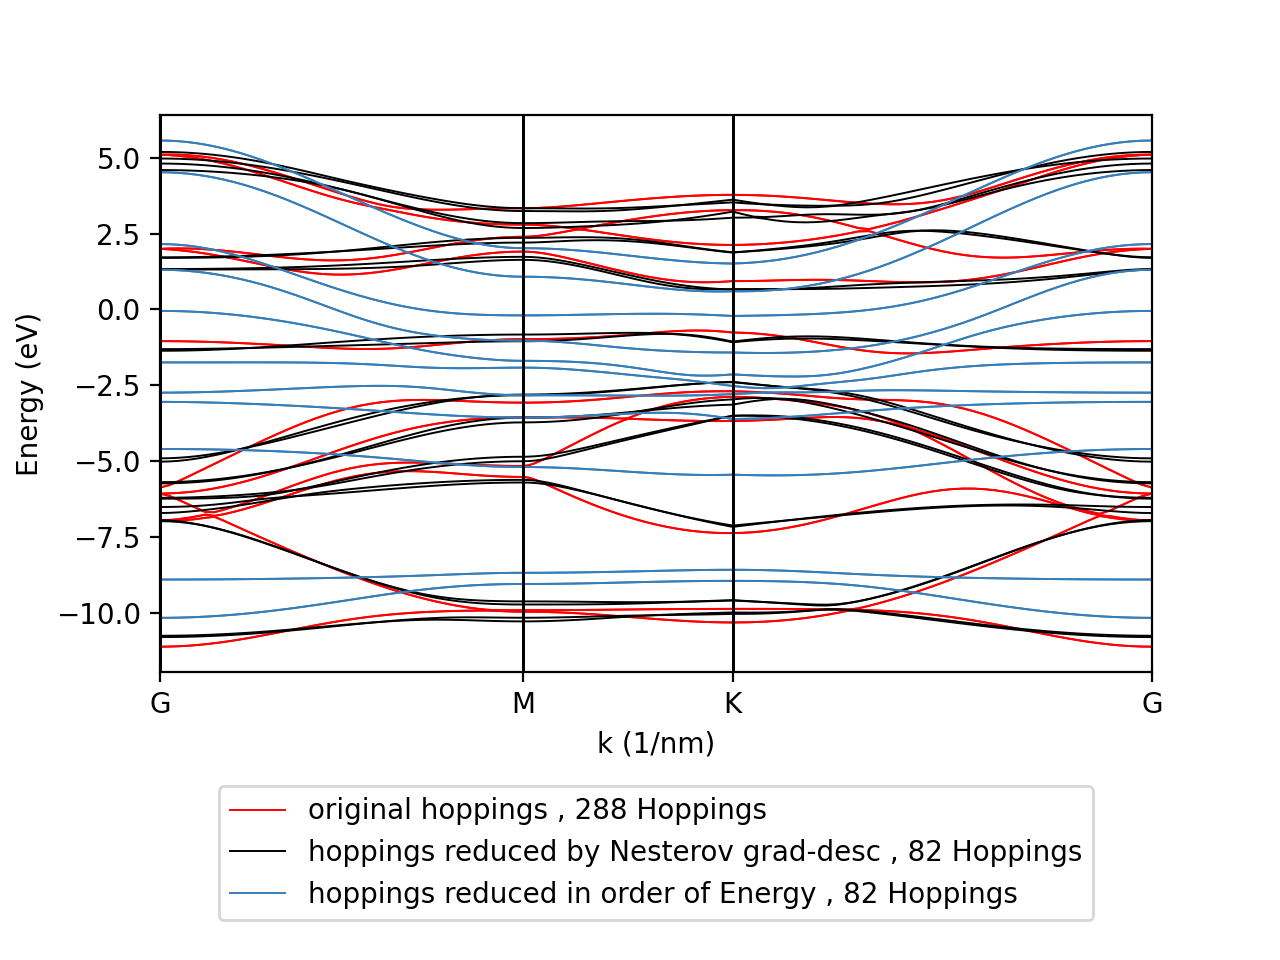 5.0
2.5
0.0
−2.5
−5.0
−7.5
−10.0
Energy (eV)
G M K G
k (1/nm)
original hoppings , 288 Hoppings
hoppings reduced by Nesterov grad-desc , 82 Hoppings
hoppings reduced in order of Energy , 82 Hoppings